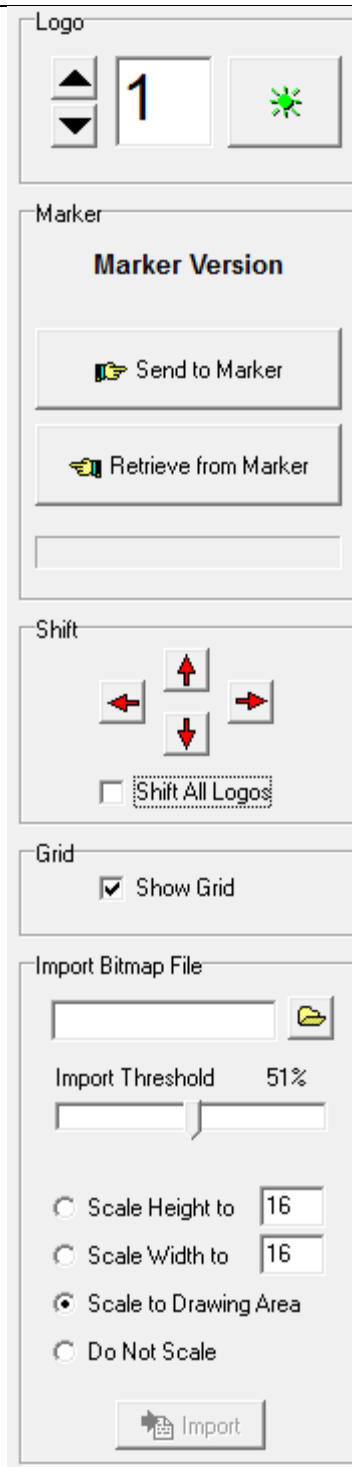 Logo
1
Marker
Marker Version
Send to Marker
Retrieve from Marker
Shift
Shift All Logos
Grid
Show Grid
Import Bitmap File
Import Threshold 51%
Scale Height to 16
Scale Width to 16
Scale to Drawing Area
Do Not Scale
Import